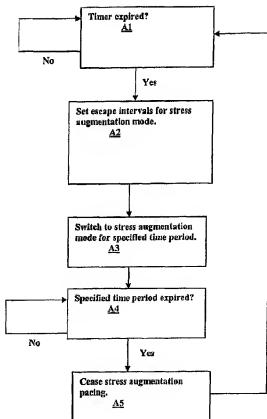 Timer expired?
A1
No
Yes
Set escape intervals for stress
augmentation mode.
A2
Switch to stress augmentation
mode for specified time period.
A3
Specified time period expired?
A4
No
Yes
Cease stress augmentation
pacing.
A5